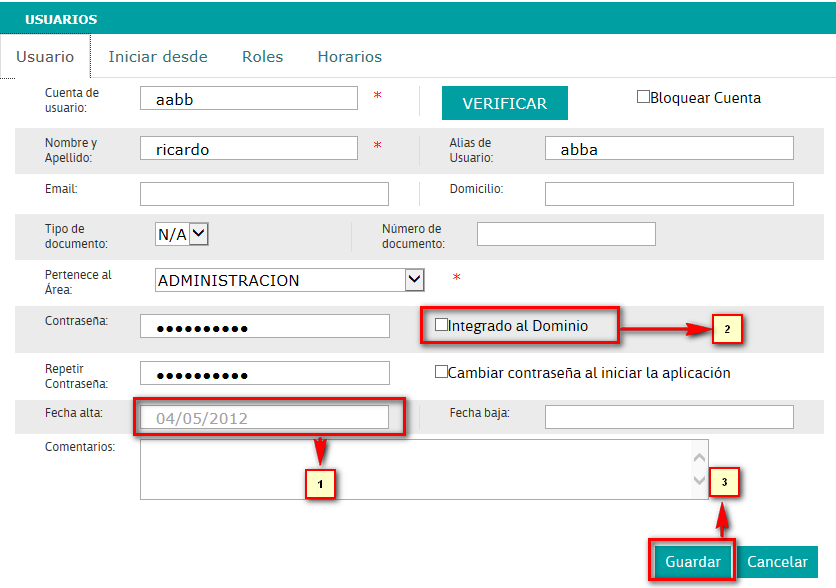 USUARIOS
Usuario Iniciar desde Roles Horarios
Cuenta de
usuario:
aabb * VERIFICAR Bloquear Cuenta
Nombre y
Apellido:
ricardo *
Alias de
Usuario:
abba
Email:
Domicilio:
Tipo de
documento:
N/A
Número de
documento:
Pertenece al
Área:
ADMINISTRACION *
Contraseña: ●●●●●●●●●● Integrado al Dominio 2
Repetir
Contraseña:
●●●●●●●●●● Cambiar contraseña al iniciar la aplicación
Fecha alta: 04/05/2012 Fecha baja:
Comentarios:
1
3
Guardar Cancelar